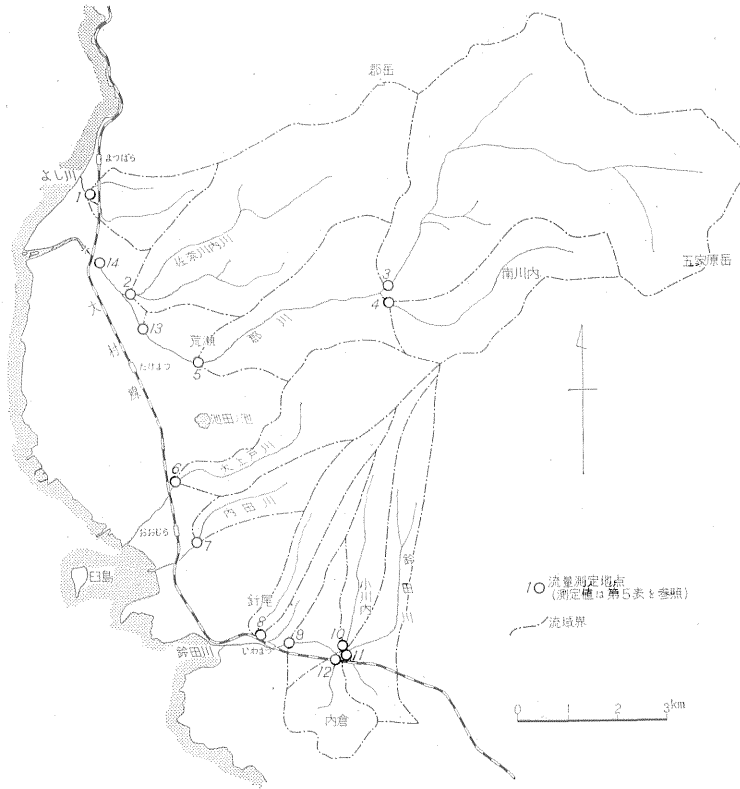 郡岳
まつばら
よし川
1
佐奈川内川
14
2
3
五家原岳
南川内
4
13
大村線
荒瀬
郡川
5
たけまつ
池田ノ池
6
大上戸川
内田川
おおむら
7
臼島
針尾
小川内
鉾田川
8
9
10
11
12
鉾田川
いわまつ
内倉
1 流量測定地点
(測定値は第5表を参照)
流域界
0 1 2 3km